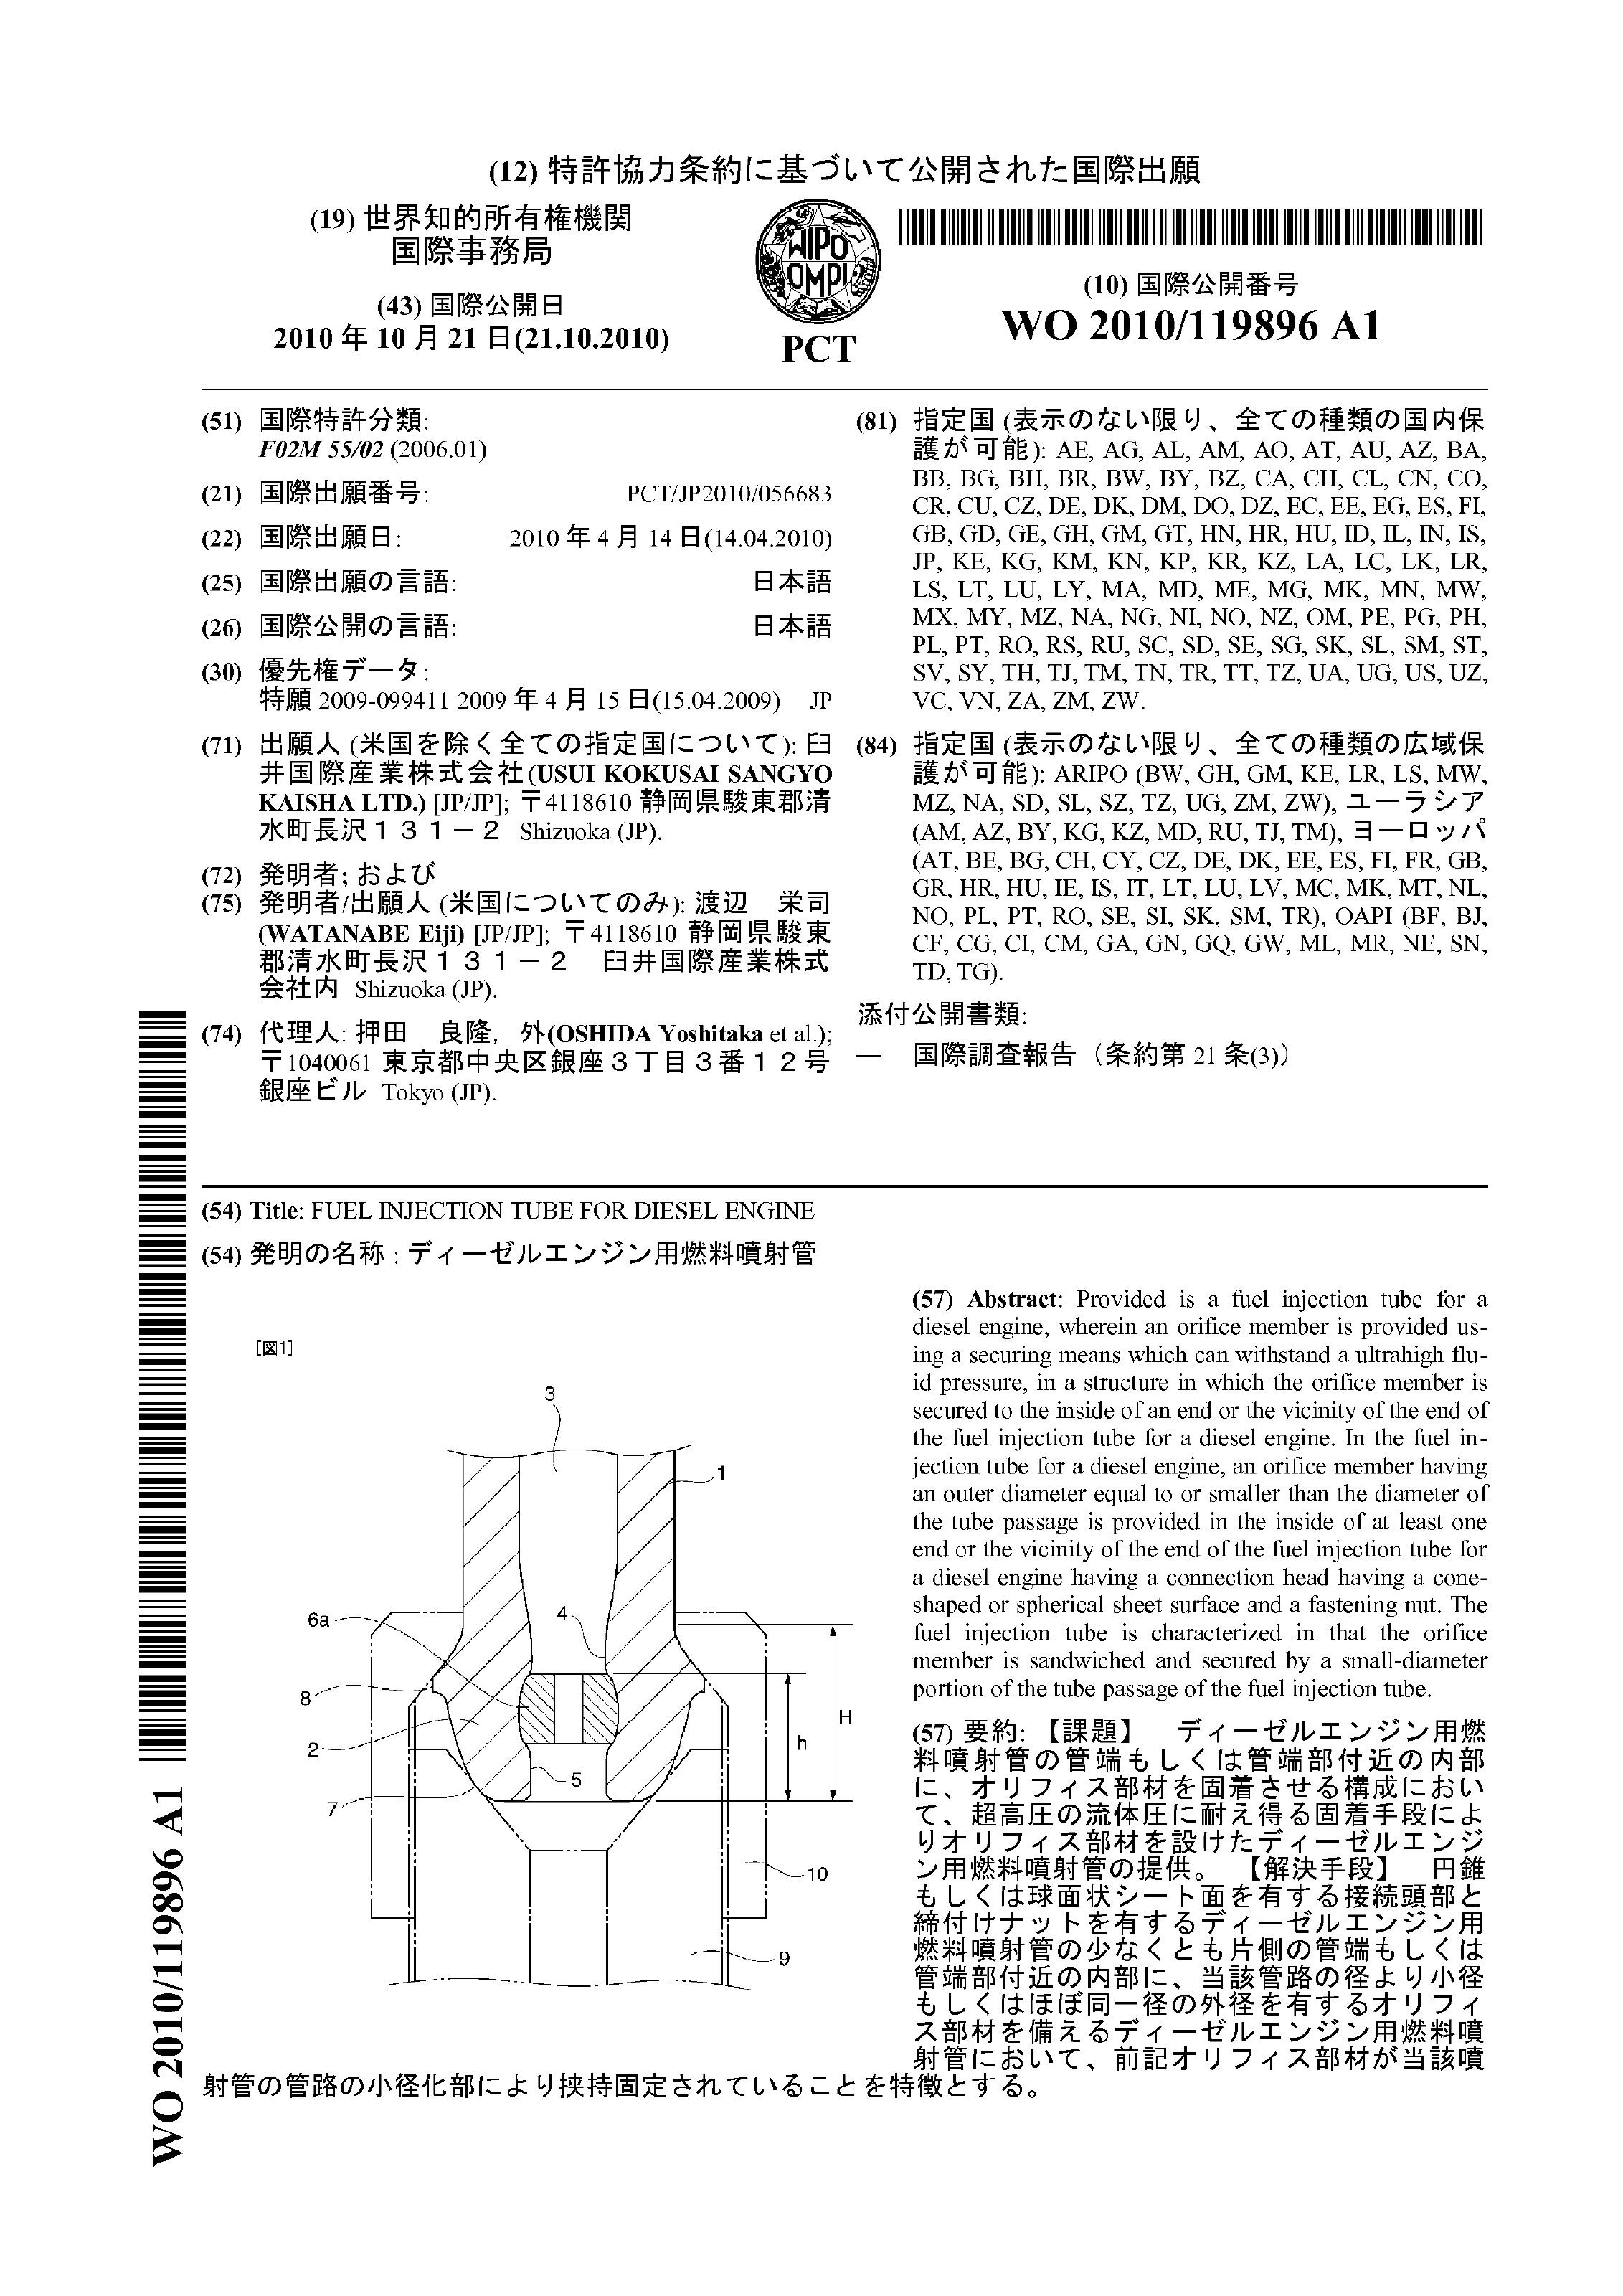 (12) 特許協力条約に基づいて公開された国際出願
(19) 世界知的所有権機関
国際事務局
(43) 国際公開日
2010 年 10 月 21 日(21.10.2010)
WIPO
OMPI
PCT
(10) 国際公開番号
WO 2010/119896 A1
(51) 国際特許分類:
F02M 55/02 (2006.01)
(21) 国際出願番号: PCT/JP2010/056683
(22) 国際出願日: 2010 年 4 月 14 日(14.04.2010)
(25) 国際出願の言語: 日本語
(26) 国際公開の言語: 日本語
(30) 優先権データ:
特願 2009-099411 2009 年 4 月 15 日(15.04.2009) JP
(71) 出願人 (米国を除く全ての指定国について): 臼
井国際産業株式会社(USUI KOKUSAI SANGYO
KAISHA LTD.) [JP/JP]; 〒4118610 静岡県駿東郡清
水町長沢131−2 Shizuoka (JP).
(72) 発明者; および
(75) 発明者/出願人 (米国についてのみ): 渡辺 栄司
(WATANABE Eiji) [JP/JP]; 〒4118610 静岡県駿東
郡清水町長沢131−2 臼井国際産業株式
会社内 Shizuoka (JP).
(74) 代理人: 押田 良隆, 外(OSHIDA Yoshitaka et al.);
〒1040061 東京都中央区銀座3丁目3番12号
銀座ビル Tokyo (JP).
(81) 指定国 (表示のない限り、全ての種類の国内保
護が可能): AE, AG, AL, AM, AO, AT, AU, AZ, BA,
BB, BG, BH, BR, BW, BY, BZ, CA, CH, CL, CN, CO,
CR, CU, CZ, DE, DK, DM, DO, DZ, EC, EE, EG, ES, FI,
GB, GD, GE, GH, GM, GT, HN, HR, HU, ID, IL, IN, IS,
JP, KE, KG, KM, KN, KP, KR, KZ, LA, LC, LK, LR,
LS, LT, LU, LY, MA, MD, ME, MG, MK, MN, MW,
MX, MY, MZ, NA, NG, NI, NO, NZ, OM, PE, PG, PH,
PL, PT, RO, RS, RU, SC, SD, SE, SG, SK, SL, SM, ST,
SV, SY, TH, TJ, TM, TN, TR, TT, TZ, UA, UG, US, UZ,
VC, VN, ZA, ZM, ZW.
(84) 指定国 (表示のない限り、全ての種類の広域保
護が可能): ARIPO (BW, GH, GM, KE, LR, LS, MW,
MZ, NA, SD, SL, SZ, TZ, UG, ZM, ZW), ユーラシア
(AM, AZ, BY, KG, KZ, MD, RU, TJ, TM), ヨーロッパ
(AT, BE, BG, CH, CY, CZ, DE, DK, EE, ES, FI, FR, GB,
GR, HR, HU, IE, IS, IT, LT, LU, LV, MC, MK, MT, NL,
NO, PL, PT, RO, SE, SI, SK, SM, TR), OAPI (BF, BJ,
CF, CG, CI, CM, GA, GN, GQ, GW, ML, MR, NE, SN,
TD, TG).
添付公開書類:
— 国際調査報告 (条約第 21 条(3))
(54) Title: FUEL INJECTION TUBE FOR DIESEL ENGINE
(54) 発明の名称 : ディーゼルエンジン用燃料噴射管
[図1]
3
1
6a
4
8
H
h
2
5
7
10
9
(57) Abstract: Provided is a fuel injection tube for a
diesel engine, wherein an orifice member is provided us-
ing a securing means which can withstand a ultrahigh flu-
id pressure, in a structure in which the orifice member is
secured to the inside of an end or the vicinity of the end of
the fuel injection tube for a diesel engine. In the fuel in-
jection tube for a diesel engine, an orifice member having
an outer diameter equal to or smaller than the diameter of
the tube passage is provided in the inside of at least one
end or the vicinity of the end of the fuel injection tube for
a diesel engine having a connection head having a cone-
shaped or spherical sheet surface and a fastening nut. The
fuel injection tube is characterized in that the orifice
member is sandwiched and secured by a small-diameter
portion of the tube passage of the fuel injection tube.
(57) 要約: 【課題】 ディーゼルエンジン用燃
料噴射管の管端もしくは管端部付近の内部
に、オリフィス部材を固着させる構成におい
て、超高圧の流体圧に耐え得る固着手段によ
りオリフィス部材を設けたディーゼルエンジ
ン用燃料噴射管の提供。 【解決手段】 円錐
もしくは球面状シート面を有する接続頭部と
締付けナットを有するディーゼルエンジン用
燃料噴射管の少なくとも片側の管端もしくは
管端部付近の内部に、当該管路の径より小径
もしくはほぼ同一径の外径を有するオリフィ
ス部材を備えるディーゼルエンジン用燃料噴
射管において、前記オリフィス部材が当該噴
射管の管路の小径化部により挟持固定されていることを特徴とする。
WO 2010/119896 A1